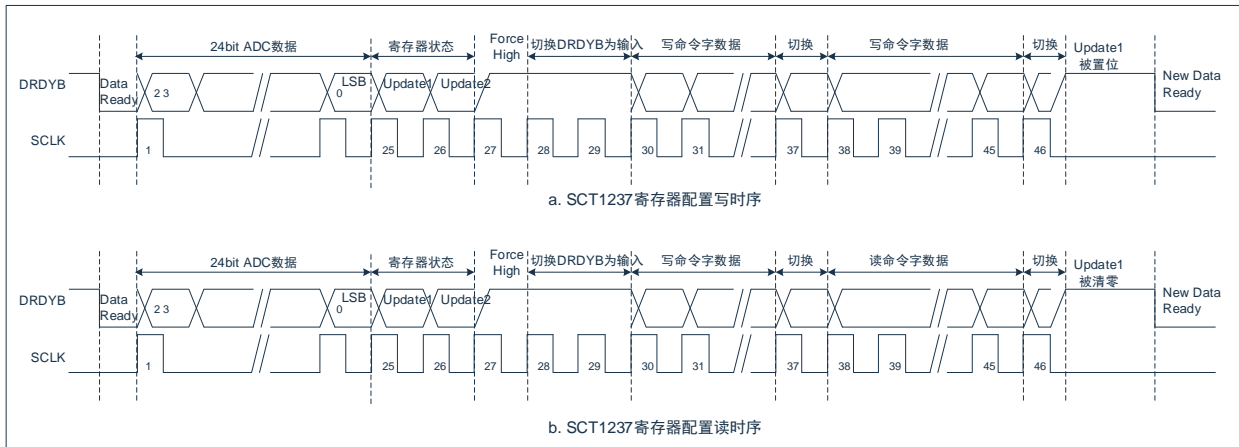 24bit ADC数据 寄存器状态 Force High 切换DRDYB为输入 写命令字数据 切换 写命令字数据 切换 Update1 被置位
DRDYB Data Ready 23 LSB 0 Update1 Update2 New Data Ready
SCLK 1 25 26 27 28 29 30 31 37 38 39 45 46
a. SCT1237寄存器配置写时序
24bit ADC数据 寄存器状态 Force High 切换DRDYB为输入 写命令字数据 切换 读命令字数据 切换 Update1 被清零
DRDYB Data Ready 23 LSB 0 Update1 Update2 New Data Ready
SCLK 1 25 26 27 28 29 30 31 37 38 39 45 46
b. SCT1237寄存器配置读时序